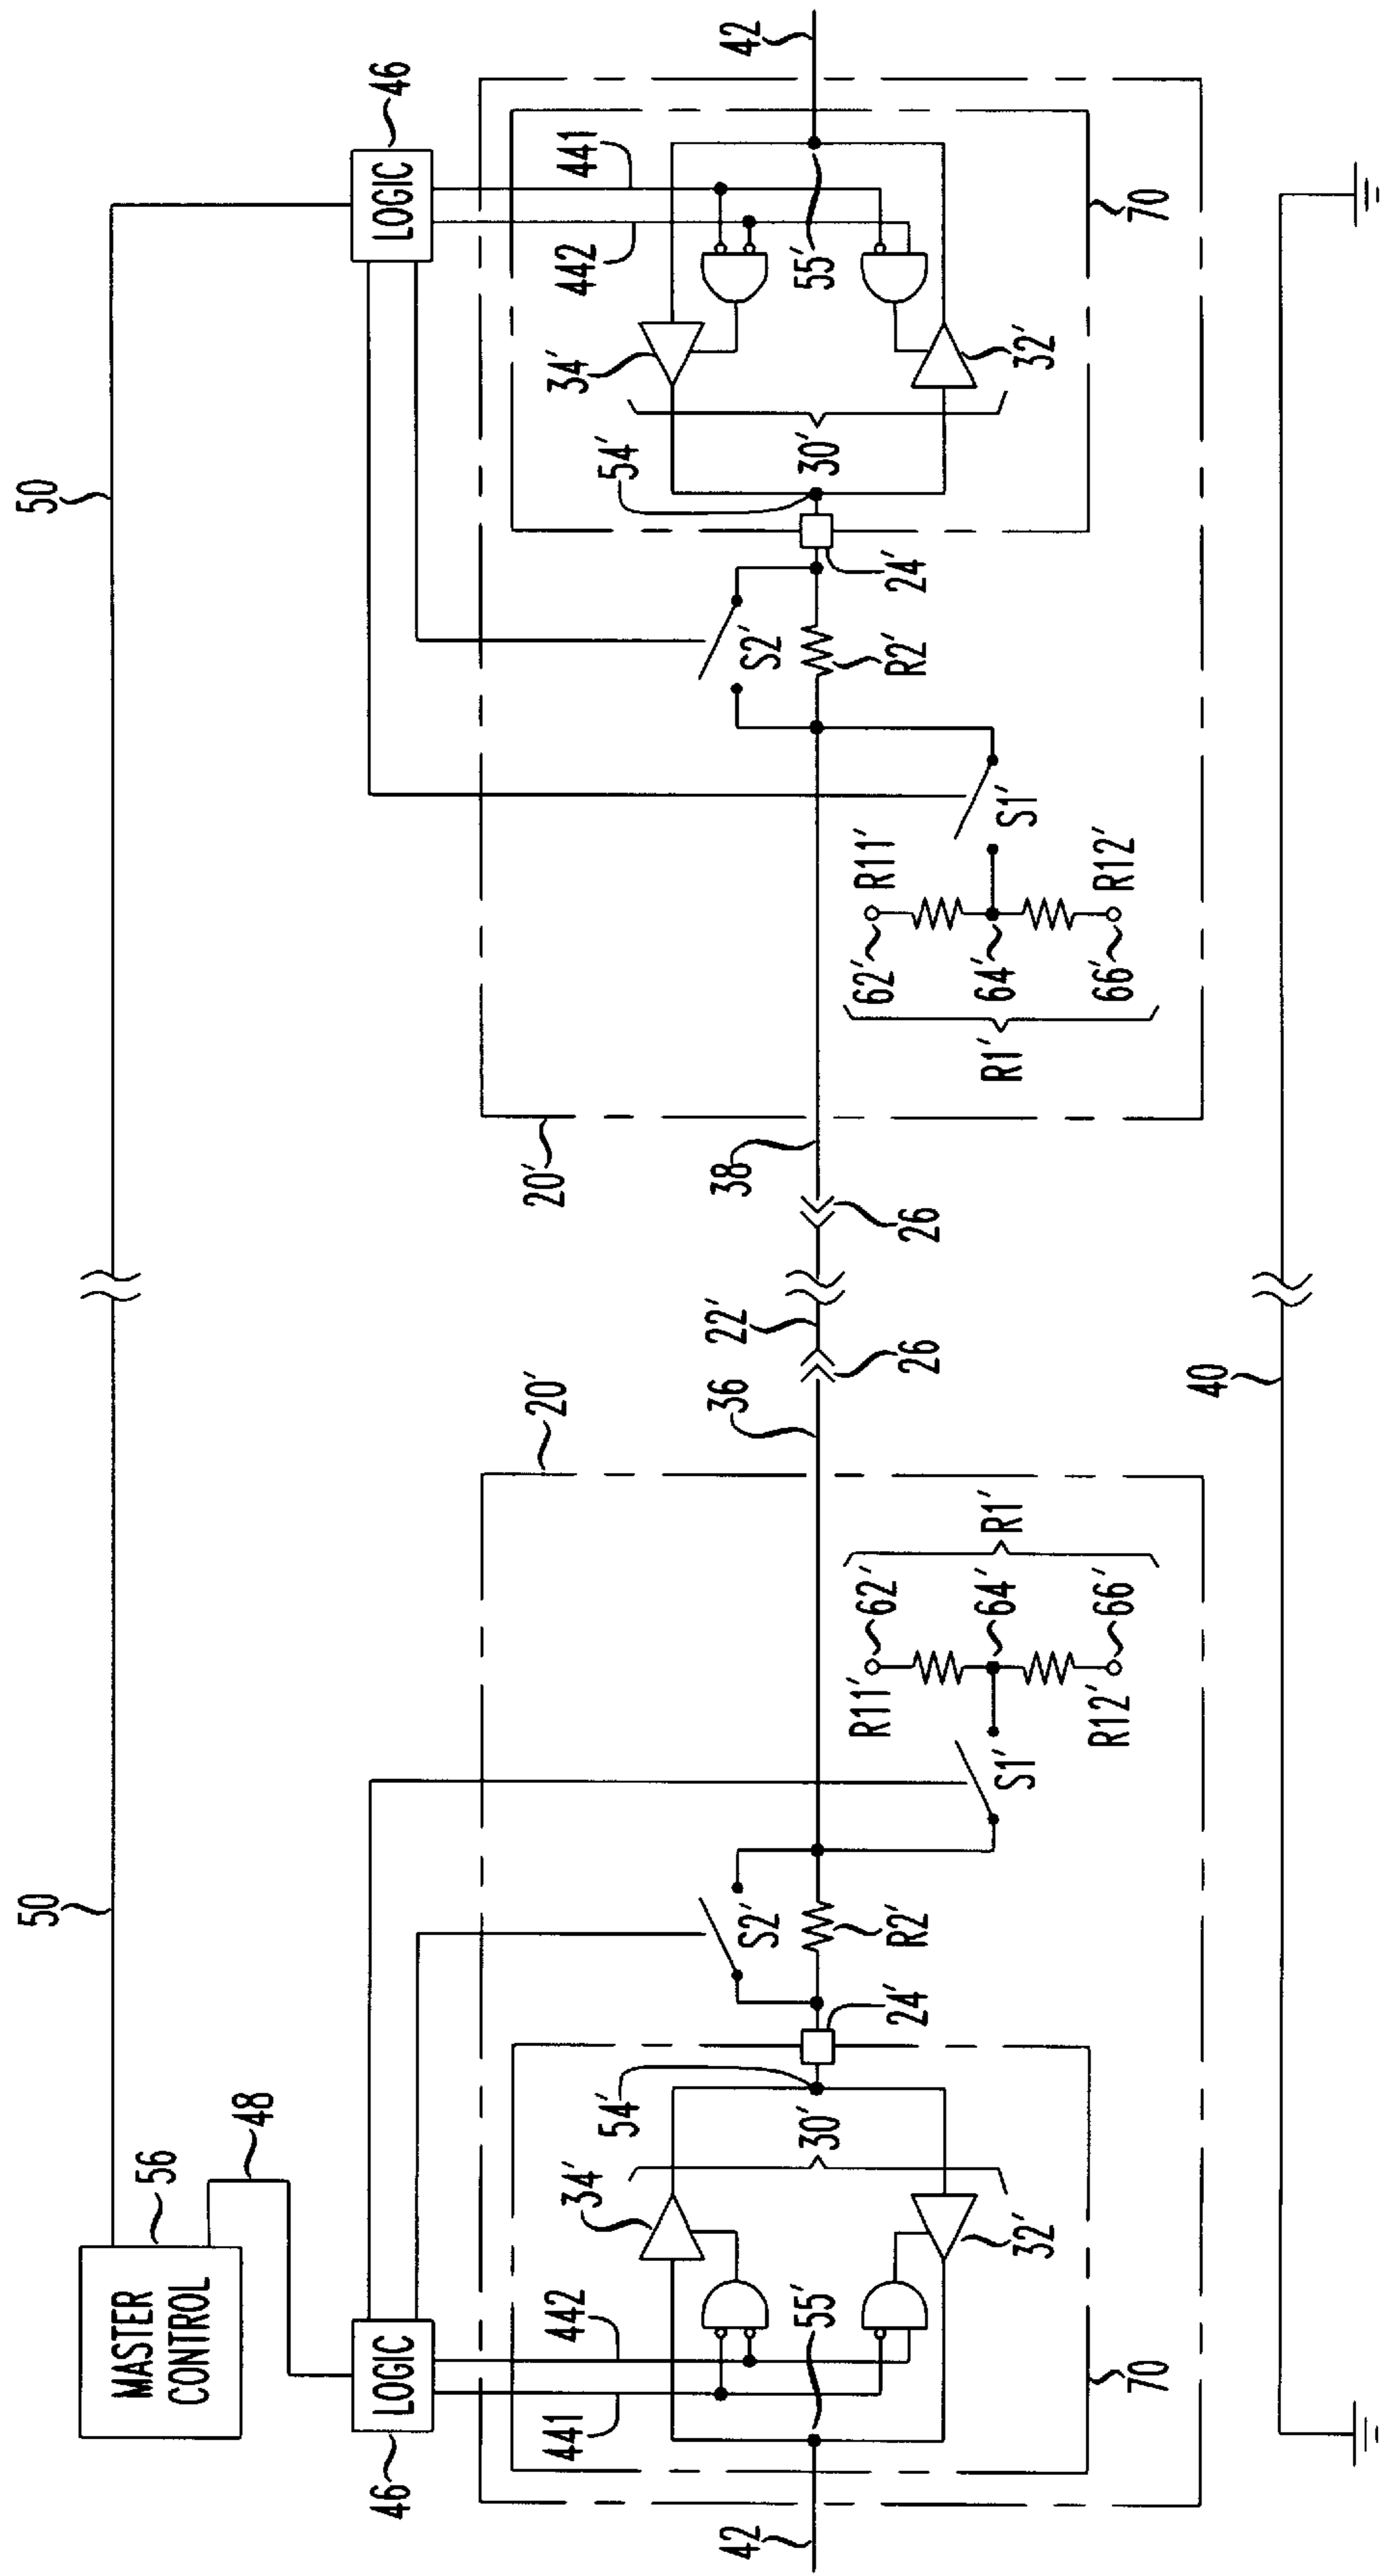 50
50
MASTER
CONTROL
56
48
46
LOGIC
LOGIC
46
441
442
442
441
34'
34'
54'
54'
30'
30'
55'
55'
32'
32'
70
70
42
42
24'
24'
S2'
S2'
R2'
R2'
S1'
S1'
R11'
R11'
62'
62'
64'
64'
R12'
R12'
66'
66'
R1'
R1'
20'
20'
36
38
26
26
22'
40